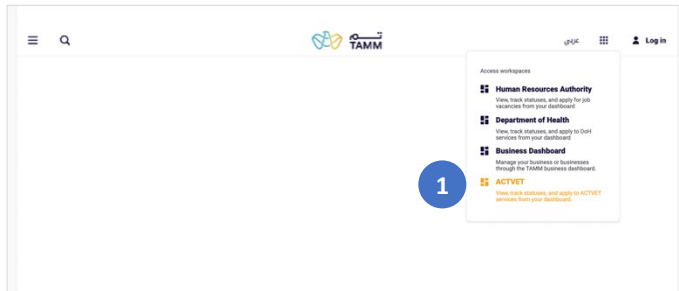 تـــم
TAMM
عربي
Log in
Access workspaces
Human Resources Authority
View, track statuses, and apply for job
vacancies from your dashboard
Department of Health
View, track statuses, and apply to DoH
services from your dashboard
Business Dashboard
Manage your business or businesses
through the TAMM business dashboard.
1
ACTVET
View, track statuses, and apply to ACTVET
services from your dashboard.